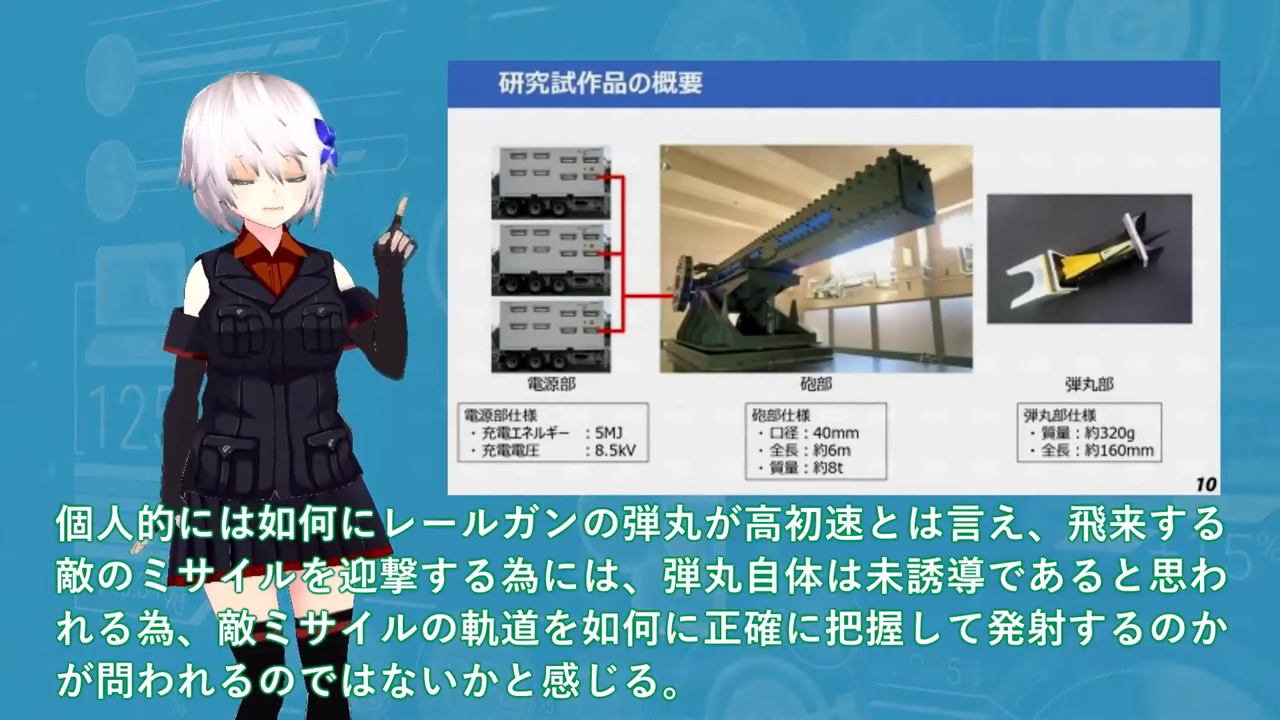 研究試作品の概要
電源部
砲部
弾丸部
電源部仕様
・充電エネルギー ：5MJ
・充電電圧 ：8.5kV
砲部仕様
・口径：40mm
・全長：約6m
・質量：約8t
弾丸部仕様
・質量：約320g
・全長：約160mm
10
125
個人的には如何にレールガンの弾丸が高初速とは言え、飛来する
敵のミサイルを迎撃する為には、弾丸自体は未誘導であると思わ
れる為、敵ミサイルの軌道を如何に正確に把握して発射するのか
が問われるのではないかと感じる。